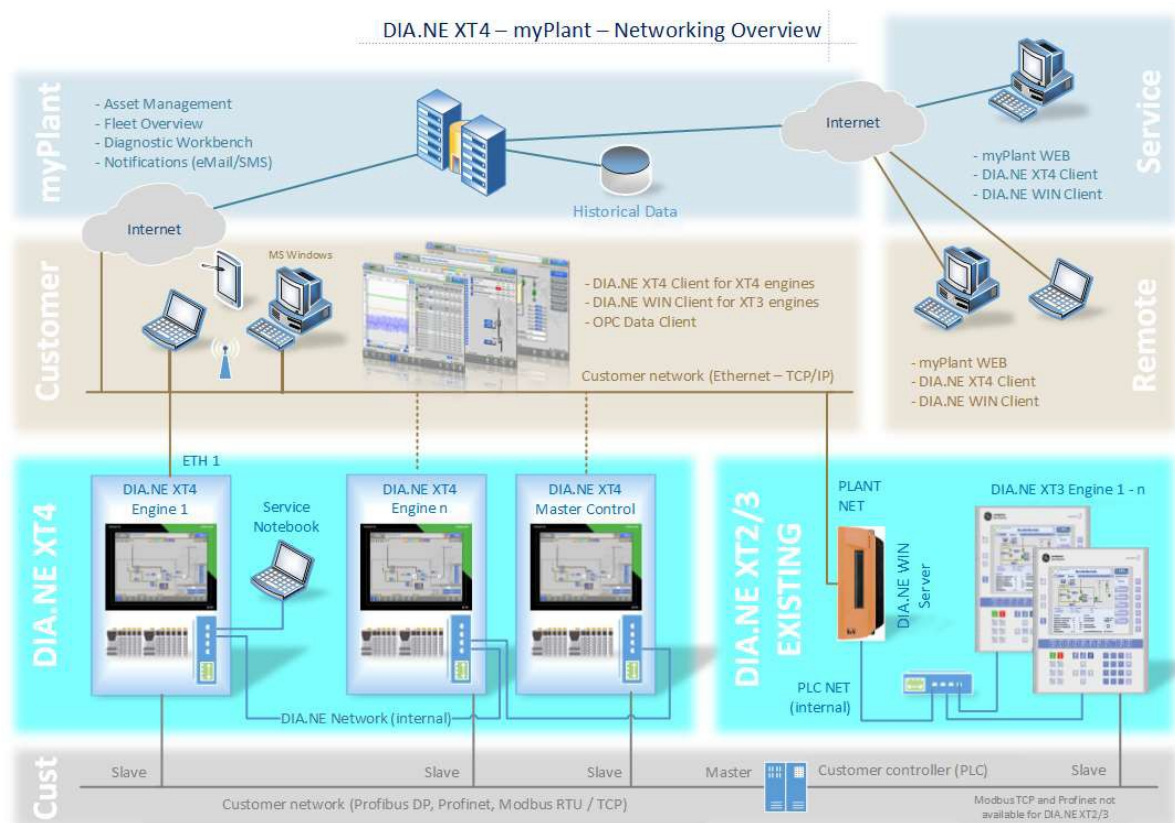 DIA.NE XT4 – myPlant – Networking Overview
myPlant
- Asset Management
- Fleet Overview
- Diagnostic Workbench
- Notifications (eMail/SMS)
Internet
Historical Data
Internet
Service
- myPlant WEB
- DIA.NE XT4 Client
- DIA.NE WIN Client
Customer
MS Windows
- DIA.NE XT4 Client for XT4 engines
- DIA.NE WIN Client for XT3 engines
- OPC Data Client
Customer network (Ethernet – TCP/IP)
Remote
- myPlant WEB
- DIA.NE XT4 Client
- DIA.NE WIN Client
DIA.NE XT4
ETH 1
DIA.NE XT4
Engine 1
Service
Notebook
DIA.NE XT4
Engine n
DIA.NE XT4
Master Control
DIA.NE Network (internal)
DIA.NE XT2/3
EXISTING
PLANT
NET
DIA.NE WIN
Server
DIA.NE XT3 Engine 1 - n
PLC NET
(internal)
Cust
Slave
Slave
Slave
Master
Customer controller (PLC)
Slave
Customer network (Profibus DP, Profinet, Modbus RTU / TCP)
Modbus TCP and Profinet not
available for DIA.NE XT2/3